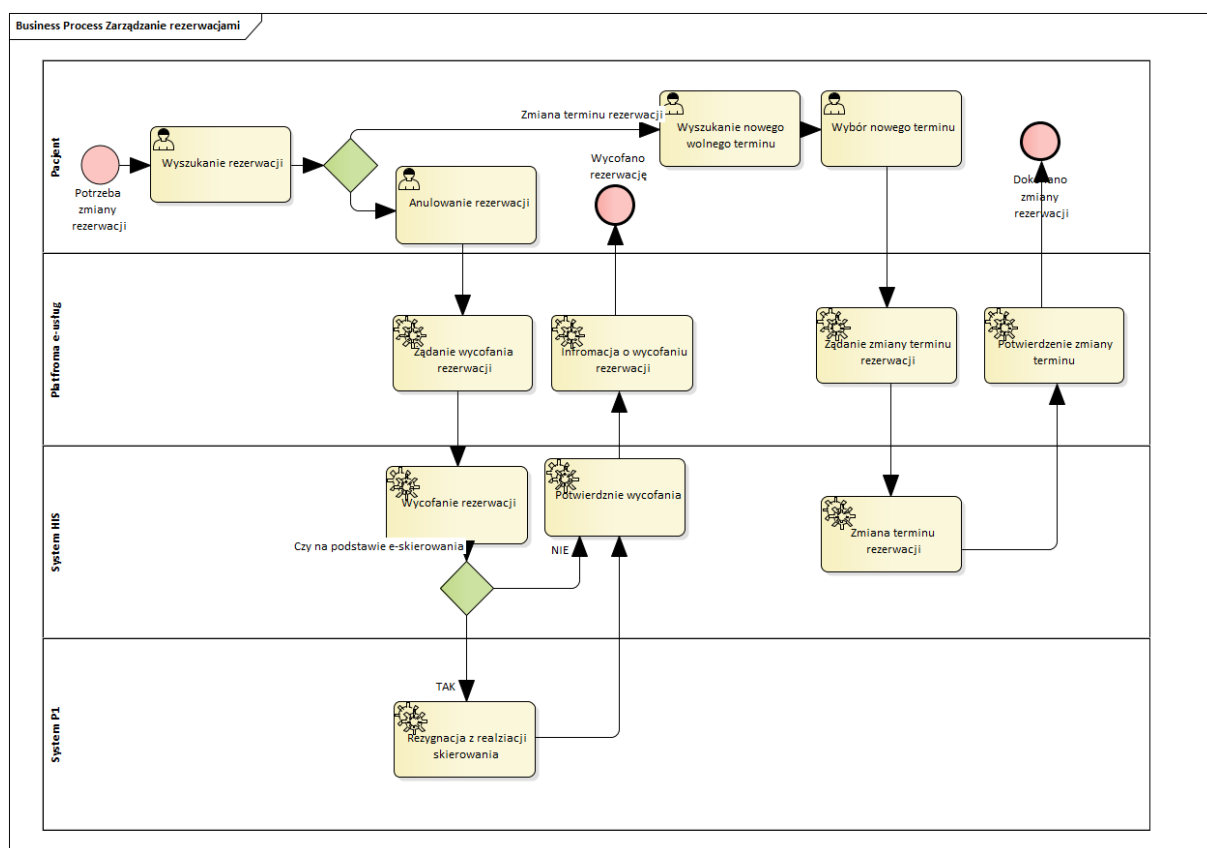 Business Process Zarządzanie rezerwacjami
Pacjent
Potrzeba
zmiany
rezerwacji
Wyszukanie rezerwacji
Zmiana terminu rezerwacji
Anulowanie rezerwacji
Wycofano
rezerwację
Wyszukanie nowego
wolnego terminu
Wybór nowego terminu
Dokonano
zmiany
rezerwacji
Platfroma e-usług
Żądanie wycofania
rezerwacji
Infromacja o wycofaniu
rezerwacji
Żądanie zmiany terminu
rezerwacji
Potwierdzenie zmiany
terminu
System HIS
Wycofanie rezerwacji
Czy na podstawie e-skierowania
NIE
Potwierdznie wycofania
Zmiana terminu
rezerwacji
System P1
TAK
Rezygnacja z realziacji
skierowania